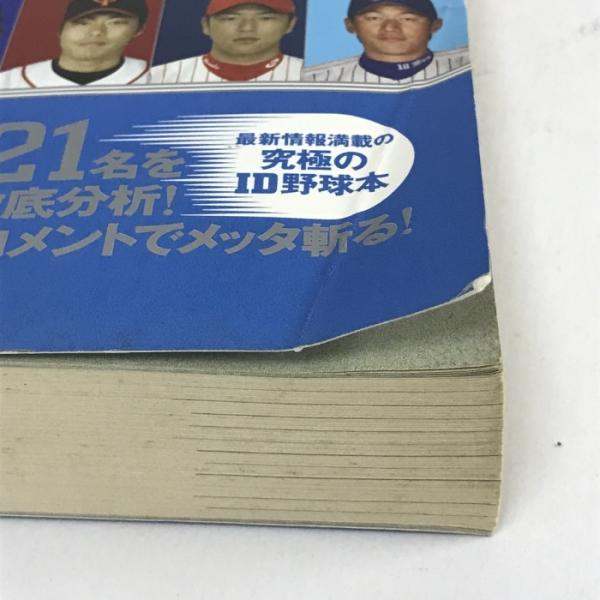 21名を
底分析!
コメントでメッタ斬る!
最新情報満載の
究極の
ID野球本